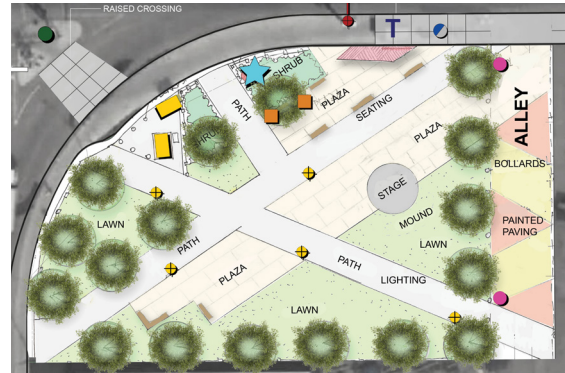 RAISED CROSSING
T
SHRUB
PATH
PLAZA
SEATING
SHRUB
PLAZA
ALLEY
BOLLARDS
STAGE
MOUND
LAWN
PAINTED
PAVING
LAWN
PATH
PLAZA
PATH
LIGHTING
LAWN